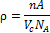 ρ = nA / V_c N_A